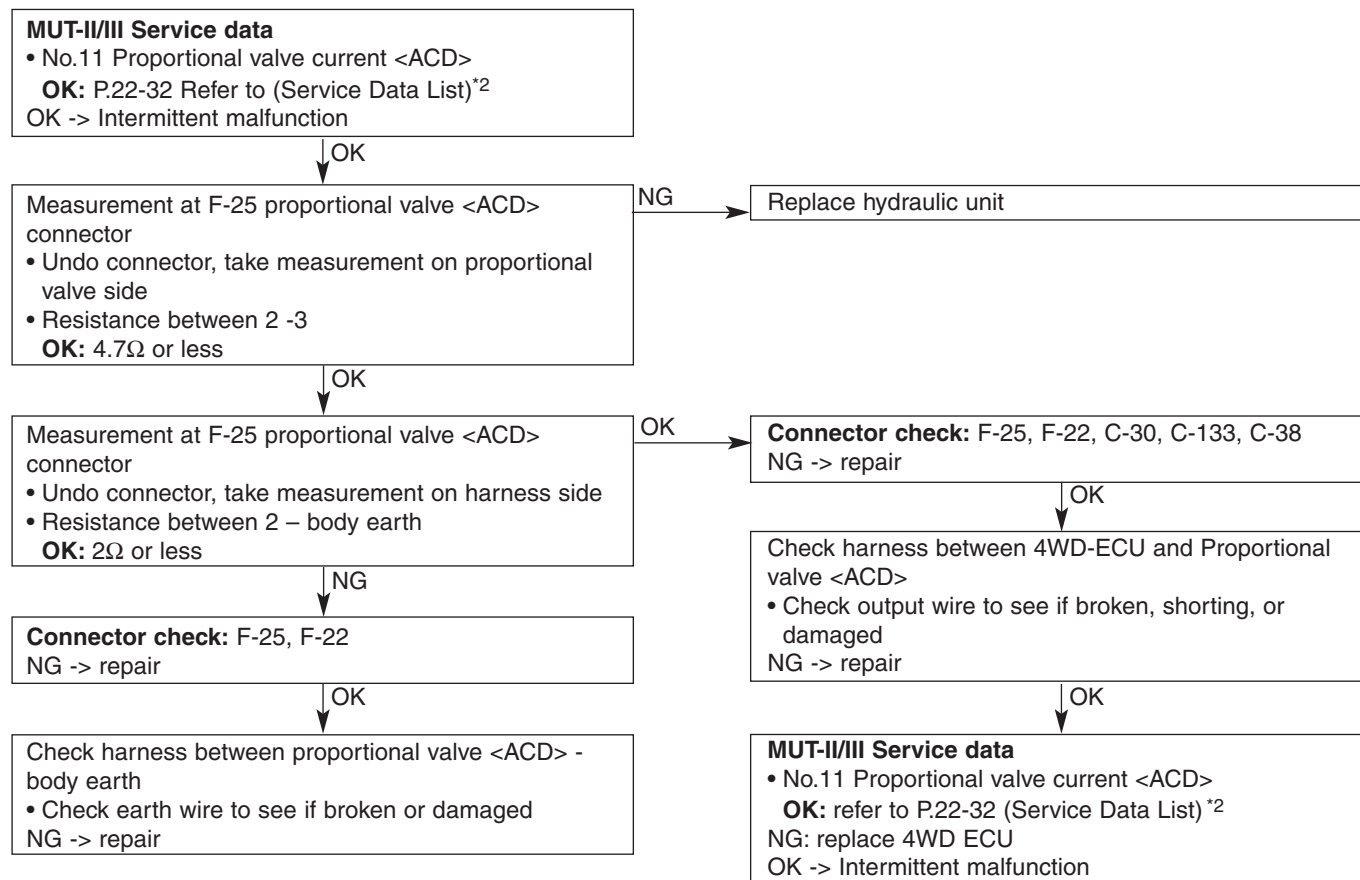 MUT-II/III Service data
• No.11 Proportional valve current <ACD>
OK: P.22-32 Refer to (Service Data List)*2
OK -> Intermittent malfunction
OK
Measurement at F-25 proportional valve <ACD>
connector
• Undo connector, take measurement on proportional
valve side
• Resistance between 2 -3
OK: 4.7Ω or less
NG
Replace hydraulic unit
OK
Measurement at F-25 proportional valve <ACD>
connector
• Undo connector, take measurement on harness side
• Resistance between 2 – body earth
OK: 2Ω or less
OK
Connector check: F-25, F-22, C-30, C-133, C-38
NG -> repair
OK
Check harness between 4WD-ECU and Proportional
valve <ACD>
• Check output wire to see if broken, shorting, or
damaged
NG -> repair
NG
Connector check: F-25, F-22
NG -> repair
OK
Check harness between proportional valve <ACD> -
body earth
• Check earth wire to see if broken or damaged
NG -> repair
OK
MUT-II/III Service data
• No.11 Proportional valve current <ACD>
OK: refer to P.22-32 (Service Data List) *2
NG: replace 4WD ECU
OK -> Intermittent malfunction